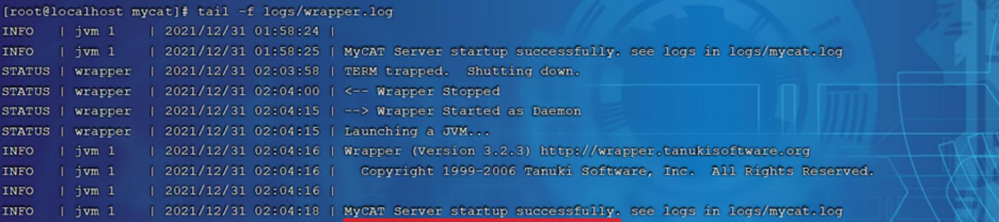 [root@localhost mycat]# tail -f logs/wrapper.log
INFO   | jvm 1    | 2021/12/31 01:58:24 |
INFO   | jvm 1    | 2021/12/31 01:58:25 | MyCAT Server startup successfully. see logs in logs/mycat.log
STATUS | wrapper  | 2021/12/31 02:03:58 | TERM trapped.  Shutting down.
STATUS | wrapper  | 2021/12/31 02:04:00 | <-- Wrapper Stopped
STATUS | wrapper  | 2021/12/31 02:04:15 | --> Wrapper Started as Daemon
STATUS | wrapper  | 2021/12/31 02:04:15 | Launching a JVM...
INFO   | jvm 1    | 2021/12/31 02:04:16 | Wrapper (Version 3.2.3) http://wrapper.tanukisoftware.org
INFO   | jvm 1    | 2021/12/31 02:04:16 |   Copyright 1999-2006 Tanuki Software, Inc.  All Rights Reserved.
INFO   | jvm 1    | 2021/12/31 02:04:16 |
INFO   | jvm 1    | 2021/12/31 02:04:18 | MyCAT Server startup successfully. see logs in logs/mycat.log